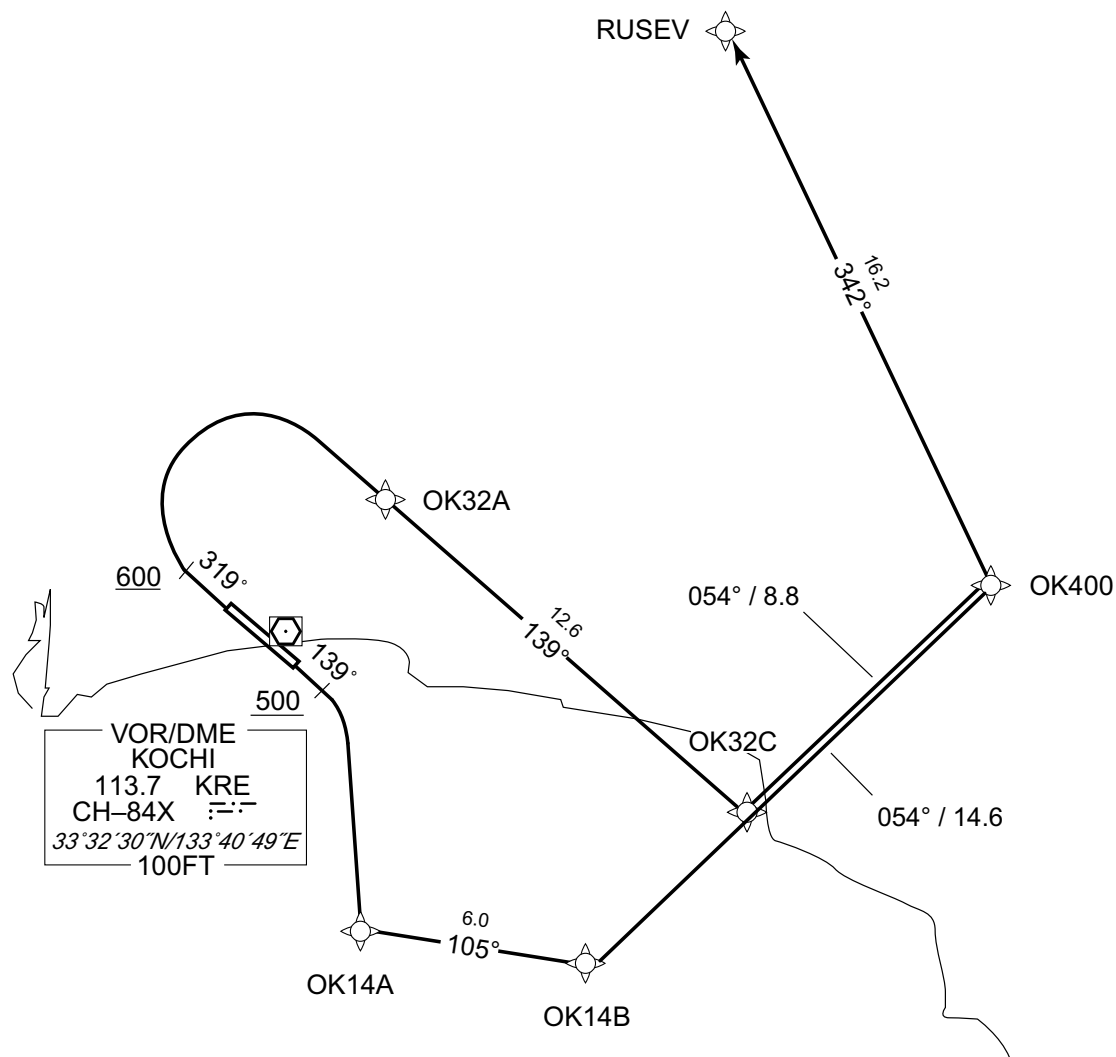 RUSEV
16.2
342°
OK32A
319°
600
054° / 8.8
OK400
12.6
139°
139°
500
OK32C
VOR/DME
KOCHI
113.7 KRE
CH–84X
33°32´30˝N/133°40´49˝E
100FT
054° / 14.6
6.0
105°
OK14A
OK14B